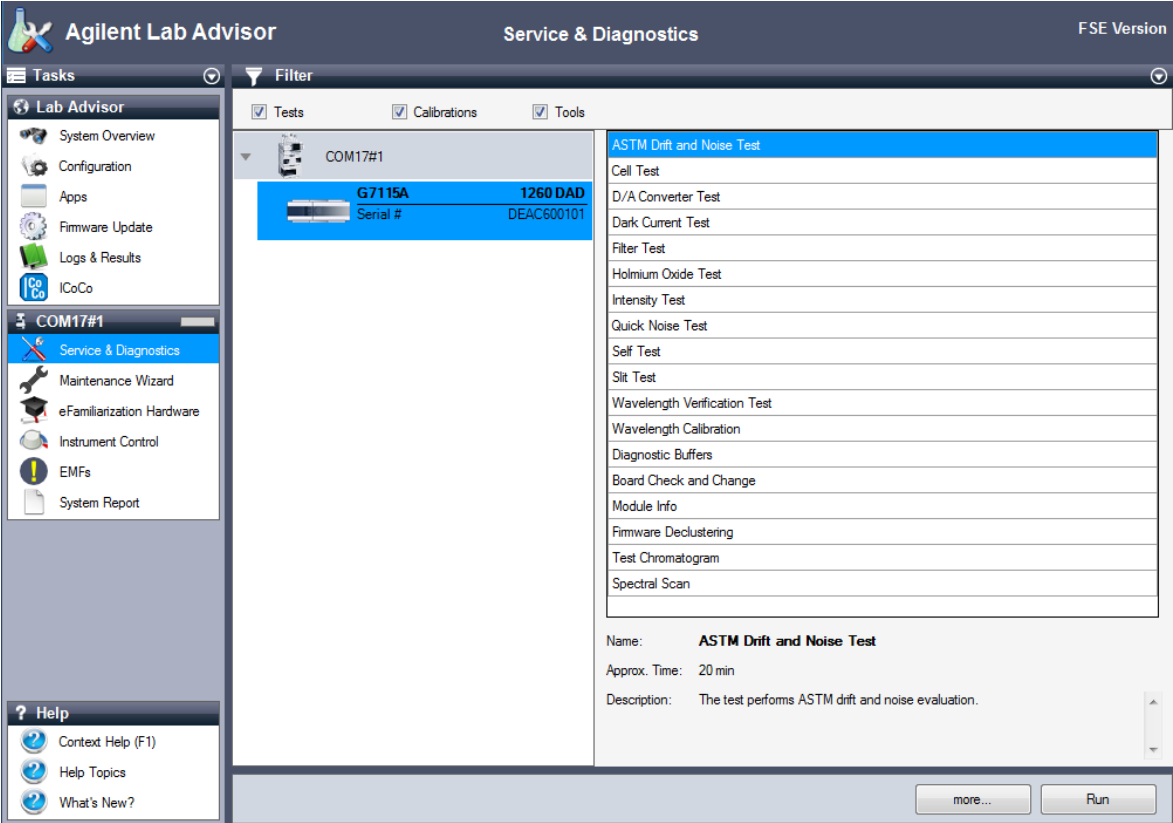 Agilent Lab Advisor
Service & Diagnostics
FSE Version
Tasks
Filter
Lab Advisor
System Overview
Configuration
Apps
Firmware Update
Logs & Results
Co
Co
ICoCo
COM17#1
Service & Diagnostics
Maintenance Wizard
eFamiliarization Hardware
Instrument Control
EMFs
System Report
? Help
Context Help (F1)
Help Topics
What's New?
Tests
Calibrations
Tools
COM17#1
G7115A 1260 DAD
Serial # DEAC600101
ASTM Drift and Noise Test
Cell Test
D/A Converter Test
Dark Current Test
Filter Test
Holmium Oxide Test
Intensity Test
Quick Noise Test
Self Test
Slit Test
Wavelength Verification Test
Wavelength Calibration
Diagnostic Buffers
Board Check and Change
Module Info
Firmware Declustering
Test Chromatogram
Spectral Scan
Name: ASTM Drift and Noise Test
Approx. Time: 20 min
Description: The test performs ASTM drift and noise evaluation.
more...
Run